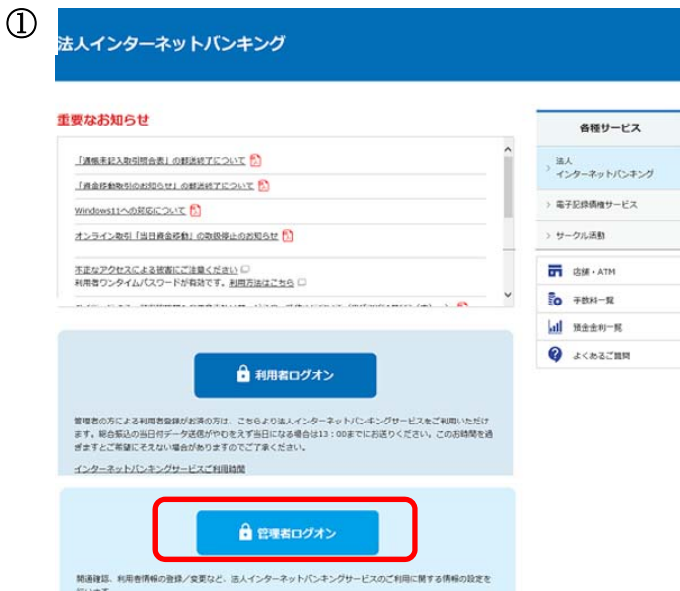 ①
法人インターネットバンキング
重要なお知らせ
「通帳未記入取引照合表」の郵送終了について
「資金移動取引のお知らせ」の郵送終了について
Windows11への対応について
オンライン取引「当日資金移動」の取扱停止のお知らせ
不正なアクセスによる被害にご注意ください
利用者ワンタイムパスワードが有効です。利用方法はこちら
利用者ログオン
管理者の方による利用者登録がお済の方は、こちらより法人インターネットバンキングサービスをご利用いただけ
ます。総合振込の当日付データ送信がやむをえず当日になる場合は13:00までにお送りください。このお時間を過
ぎますとご希望にそえない場合がありますのでご了承ください。
インターネットバンキングサービスご利用時間
管理者ログオン
開通確認、利用者情報の登録/変更など、法人インターネットバンキングサービスのご利用に関する情報の設定を
各種サービス
法人
インターネットバンキング
電子記録債権サービス
サークル活動
店舗・ATM
手数料一覧
預金金利一覧
よくあるご質問